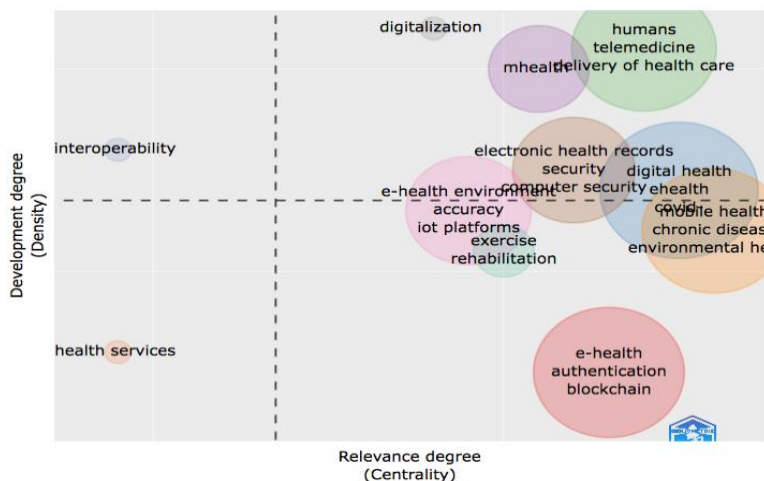 digitalization
humans
telemedicine
delivery of health care
mhealth
interoperability
electronic health records
security
computer security
digital health
ehealth
covid-
e-health environment
accuracy
iot platforms
mobile health
chronic diseas
environmental he
exercise
rehabilitation
health services
e-health
authentication
blockchain
Development degree
(Density)
Relevance degree
(Centrality)